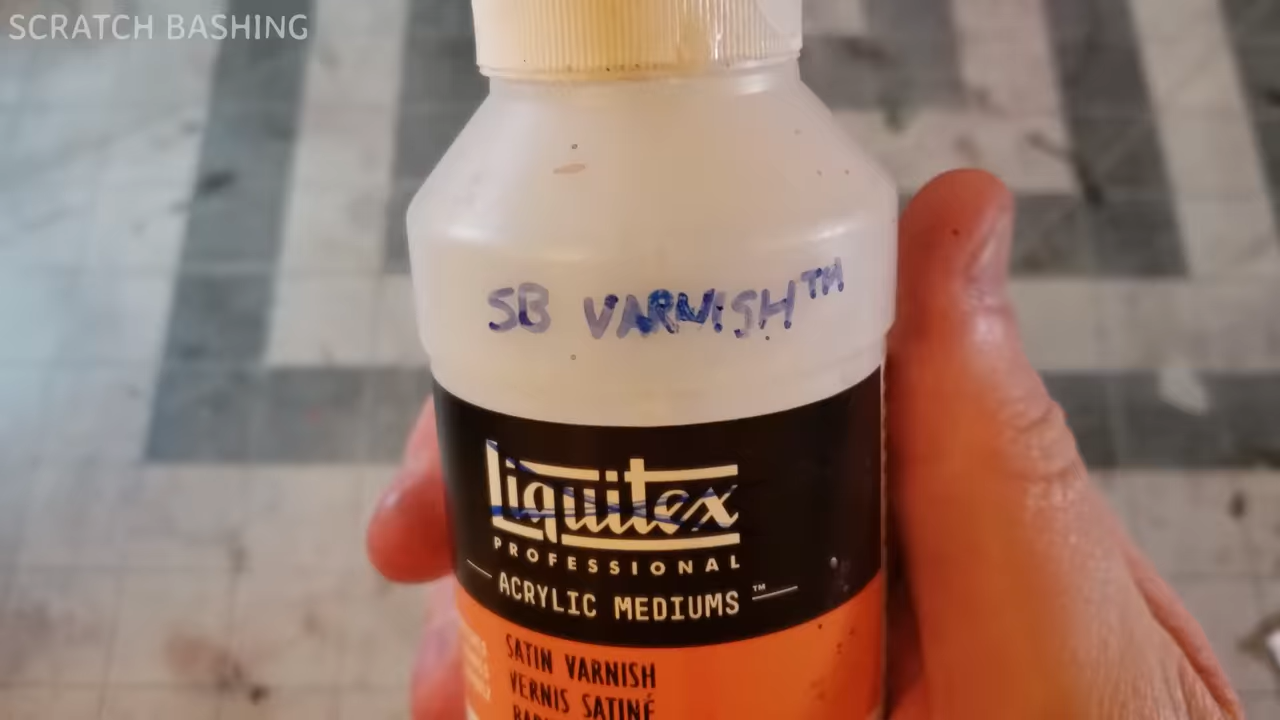 SCRATCH BASHING
SB VARNISH™
Liquitex
PROFESSIONAL
ACRYLIC MEDIUMS™
SATIN VARNISH
VERNIS SATINÉ